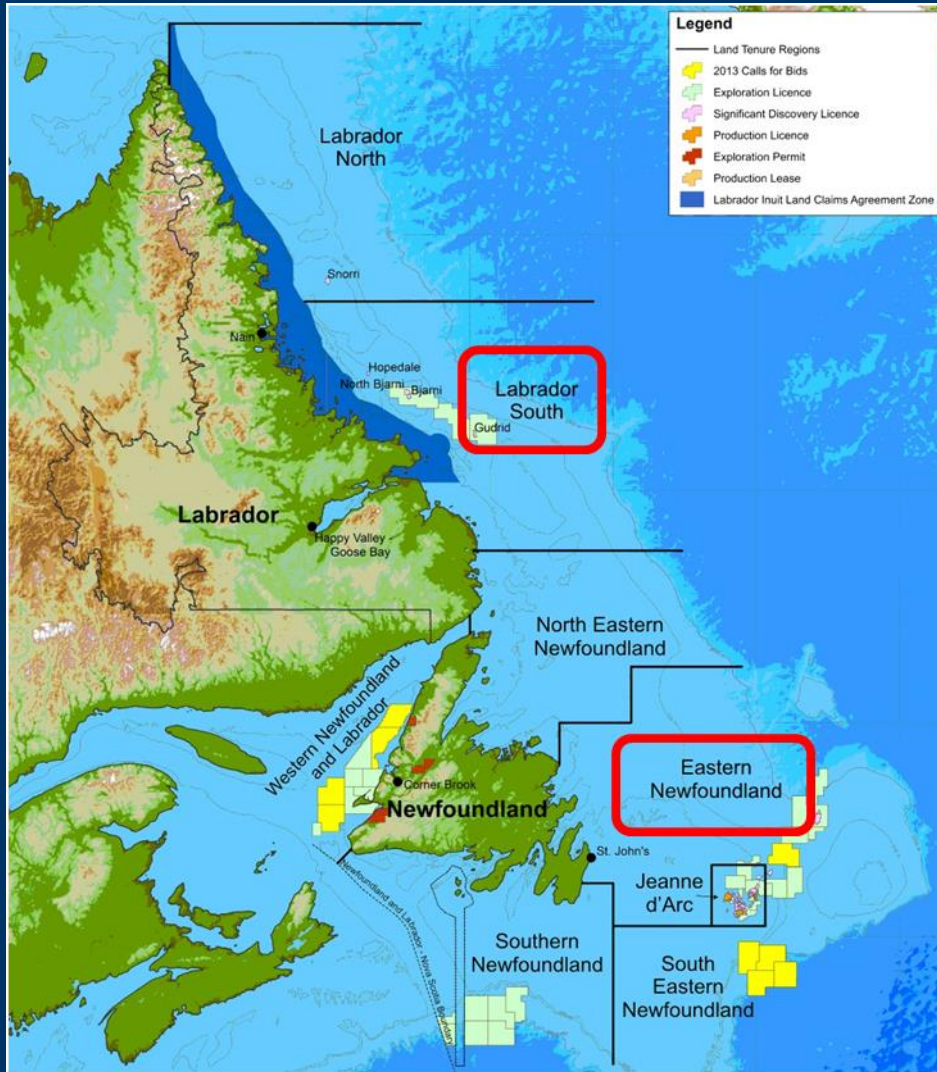 Legend
Land Tenure Regions
2013 Calls for Bids
Exploration Licence
Significant Discovery Licence
Production Licence
Exploration Permit
Production Lease
Labrador Inuit Land Claims Agreement Zone
Labrador
North
Snorri
Nain
Hopedale
North Bjarni
Bjarni
Labrador
South
Gudrid
Labrador
Happy Valley -
Goose Bay
North Eastern
Newfoundland
Western Newfoundland
and Labrador
Eastern
Newfoundland
Corner Brook
Newfoundland
St. John's
Jeanne
d'Arc
Newfoundland and Labrador - Nova Scotia Boundary
Southern
Newfoundland
South
Eastern
Newfoundland